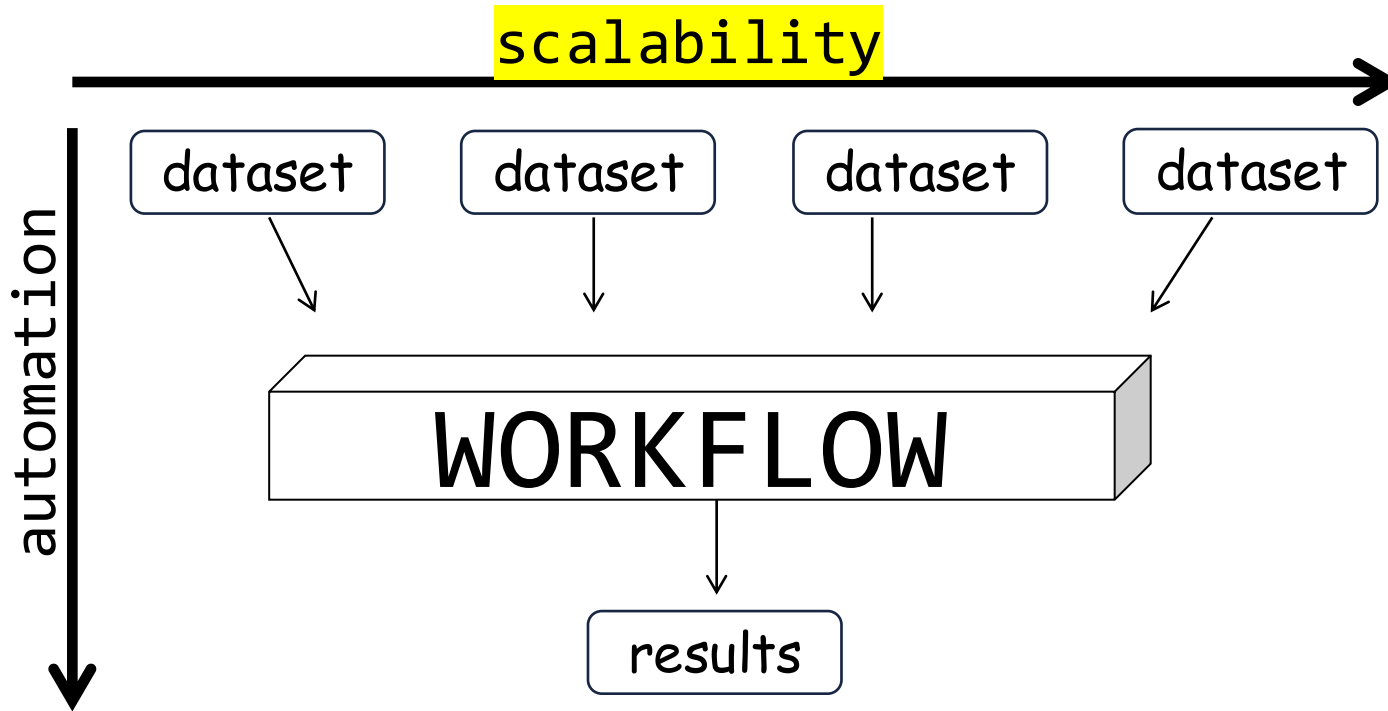 scalability
dataset
dataset
dataset
dataset
automation
WORKFLOW
results